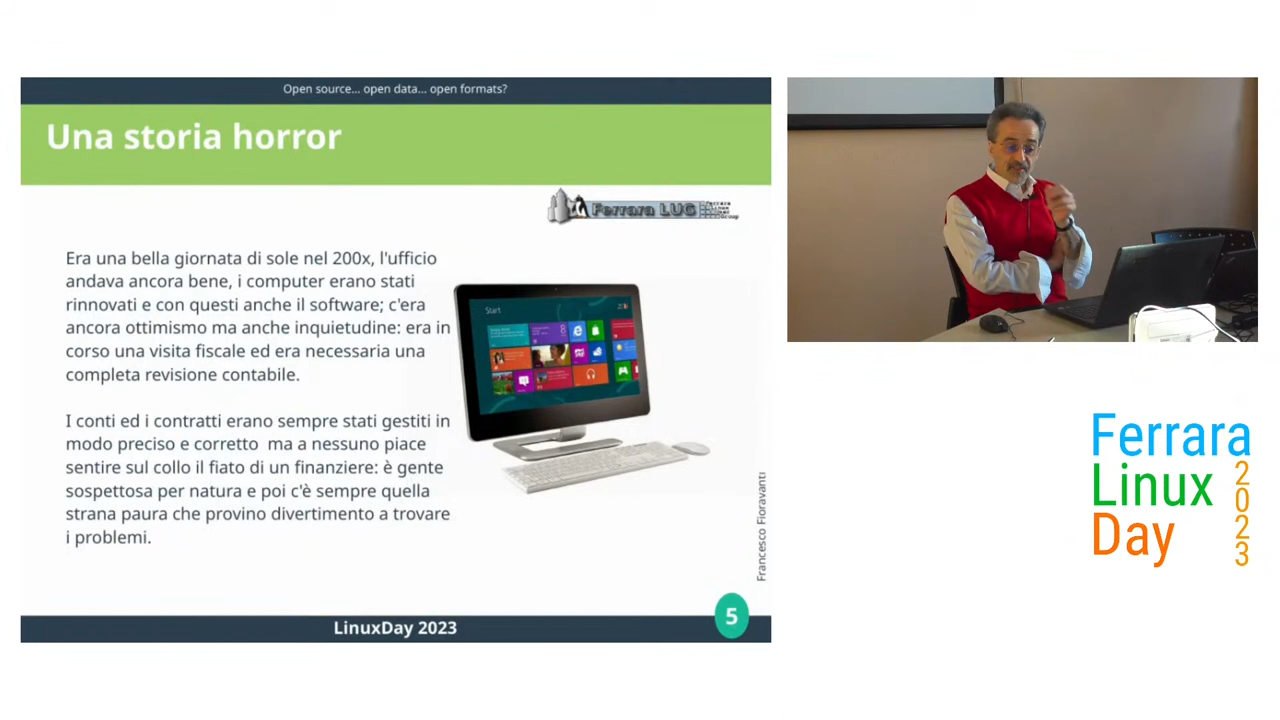 Open source... open data... open formats?
Una storia horror
Ferrara LUG
Ferrara
Linux
User
Group
Era una bella giornata di sole nel 200x, l'ufficio
andava ancora bene, i computer erano stati
rinnovati e con questi anche il software; c'era
ancora ottimismo ma anche inquietudine: era in
corso una visita fiscale ed era necessaria una
completa revisione contabile.
I conti ed i contratti erano sempre stati gestiti in
modo preciso e corretto  ma a nessuno piace
sentire sul collo il fiato di un finanziere: è gente
sospettosa per natura e poi c'è sempre quella
strana paura che provino divertimento a trovare
i problemi.
Start
Francesco Fioravanti
LinuxDay 2023
5
Ferrara
Linux
Day
2023